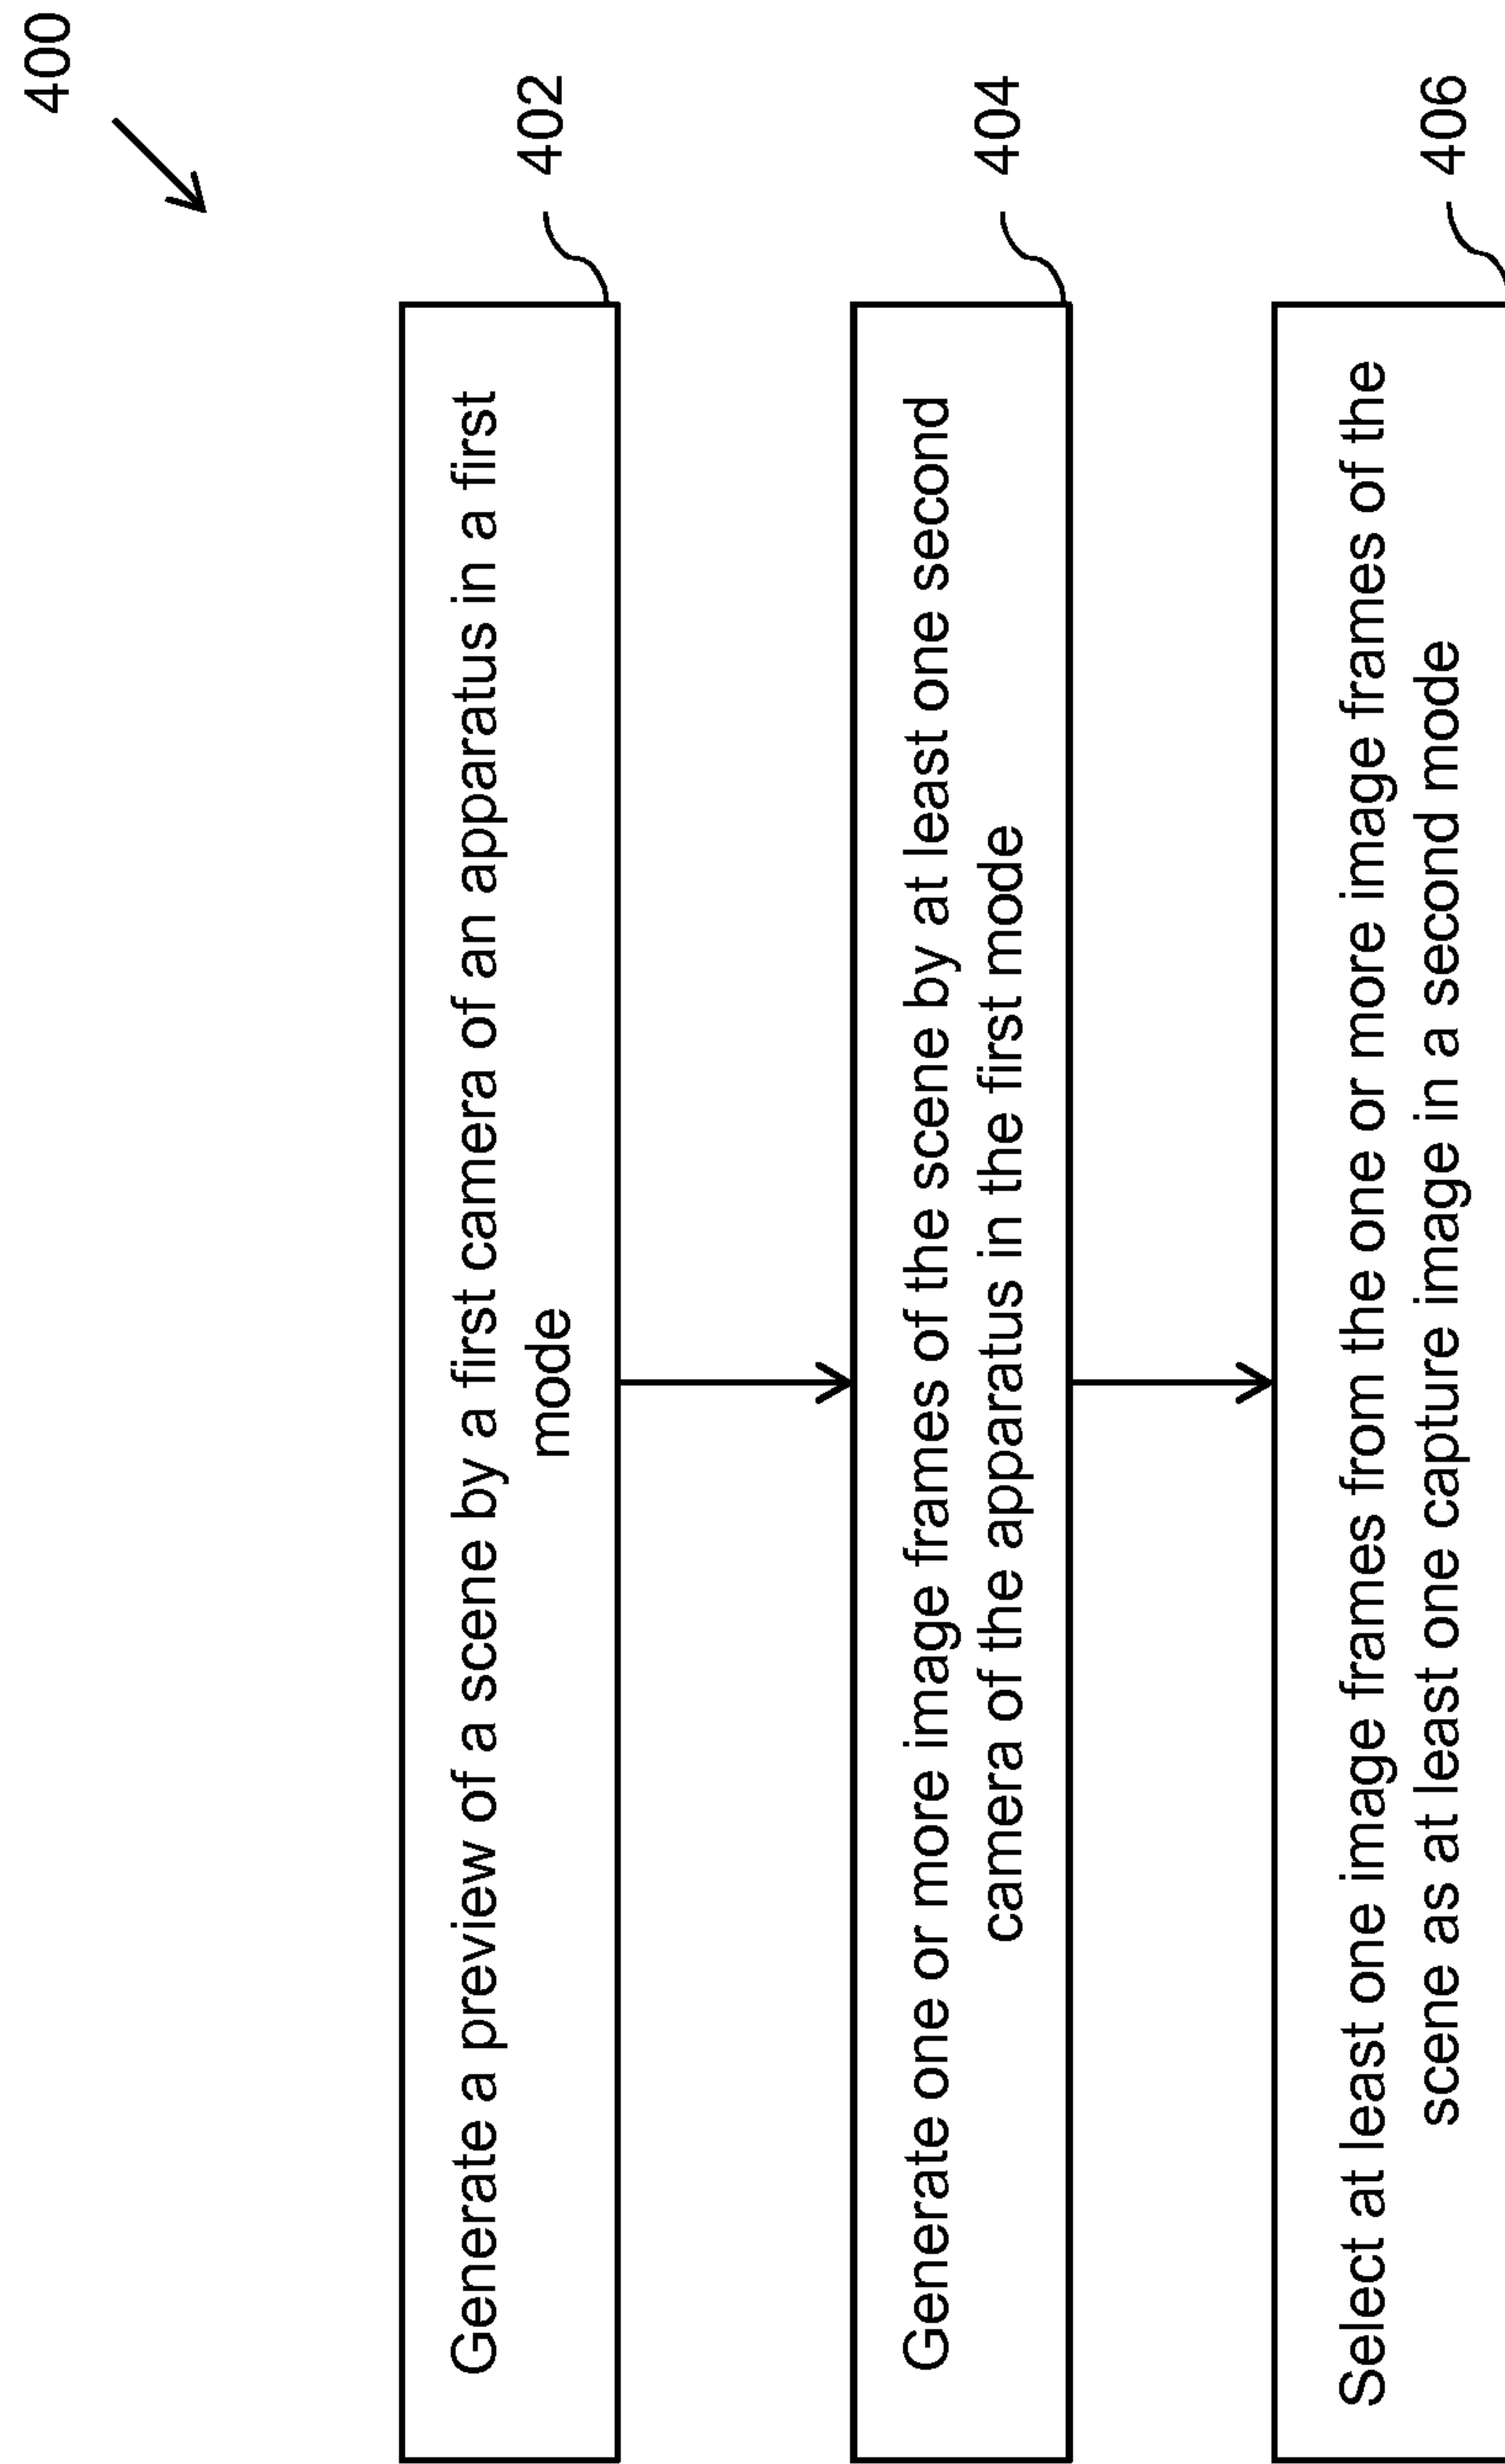 400
402
Generate a preview of a scene by a first camera of an apparatus in a first
mode
404
Generate one or more image frames of the scene by at least one second
camera of the apparatus in the first mode
406
Select at least one image frames from the one or more image frames of the
scene as at least one capture image in a second mode